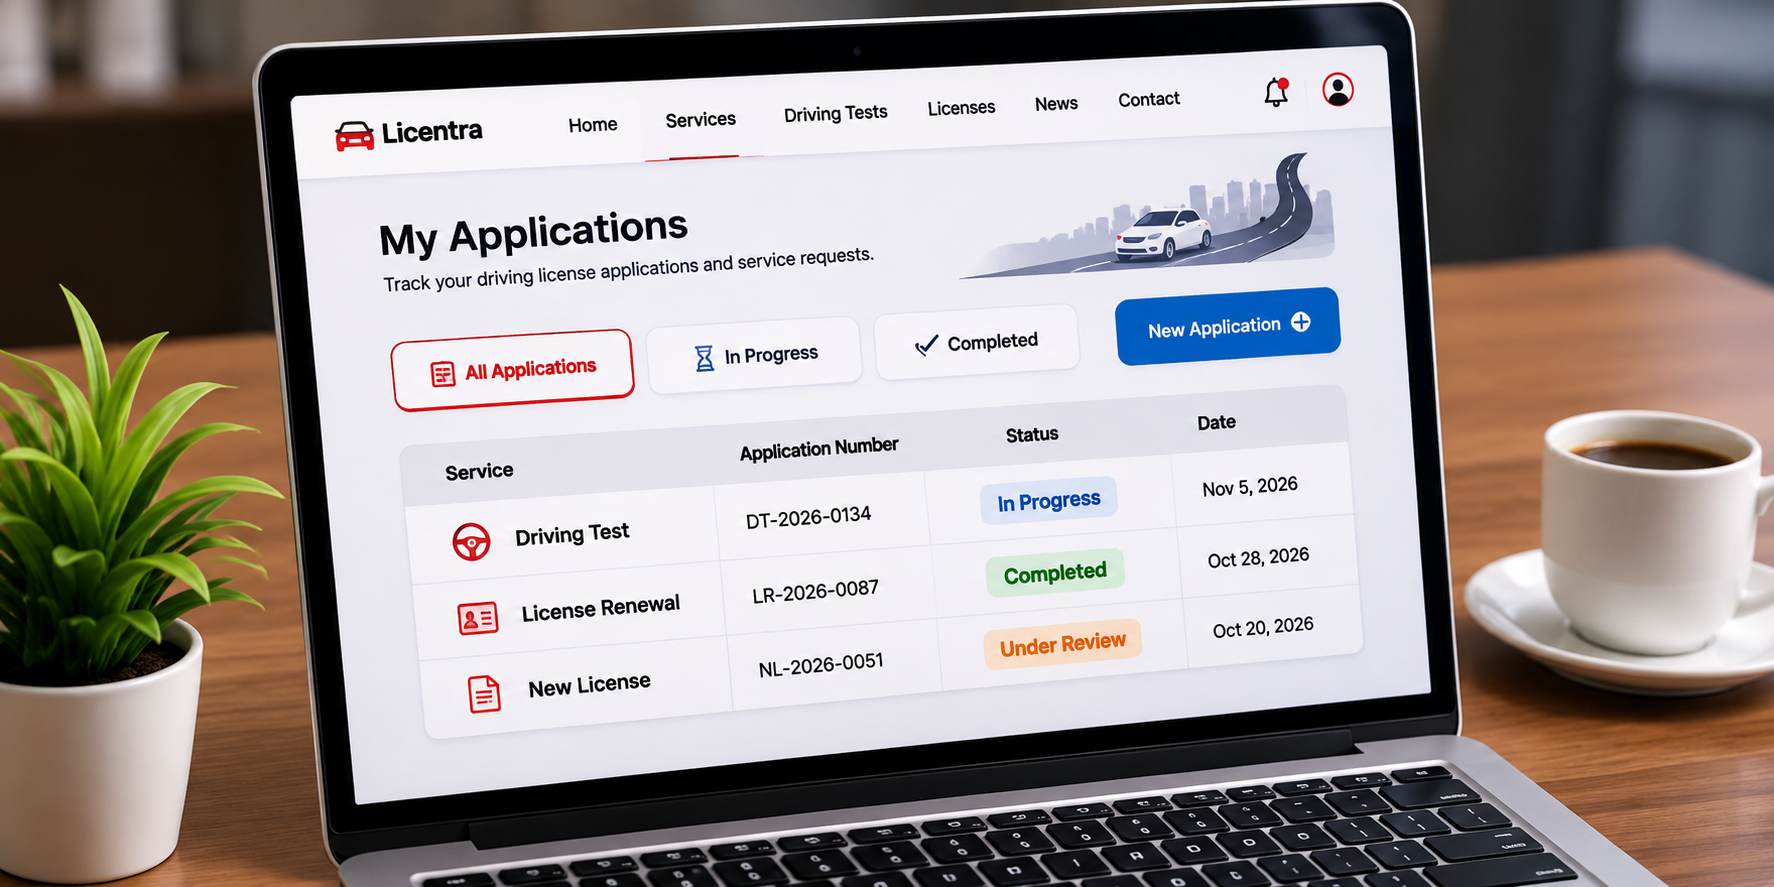 Licentra
Home
Services
Driving Tests
Licenses
News
Contact
My Applications
Track your driving license applications and service requests.
All Applications
In Progress
Completed
New Application
Service
Application Number
Status
Date
Driving Test
DT-2026-0134
In Progress
Nov 5, 2026
License Renewal
LR-2026-0087
Completed
Oct 28, 2026
New License
NL-2026-0051
Under Review
Oct 20, 2026